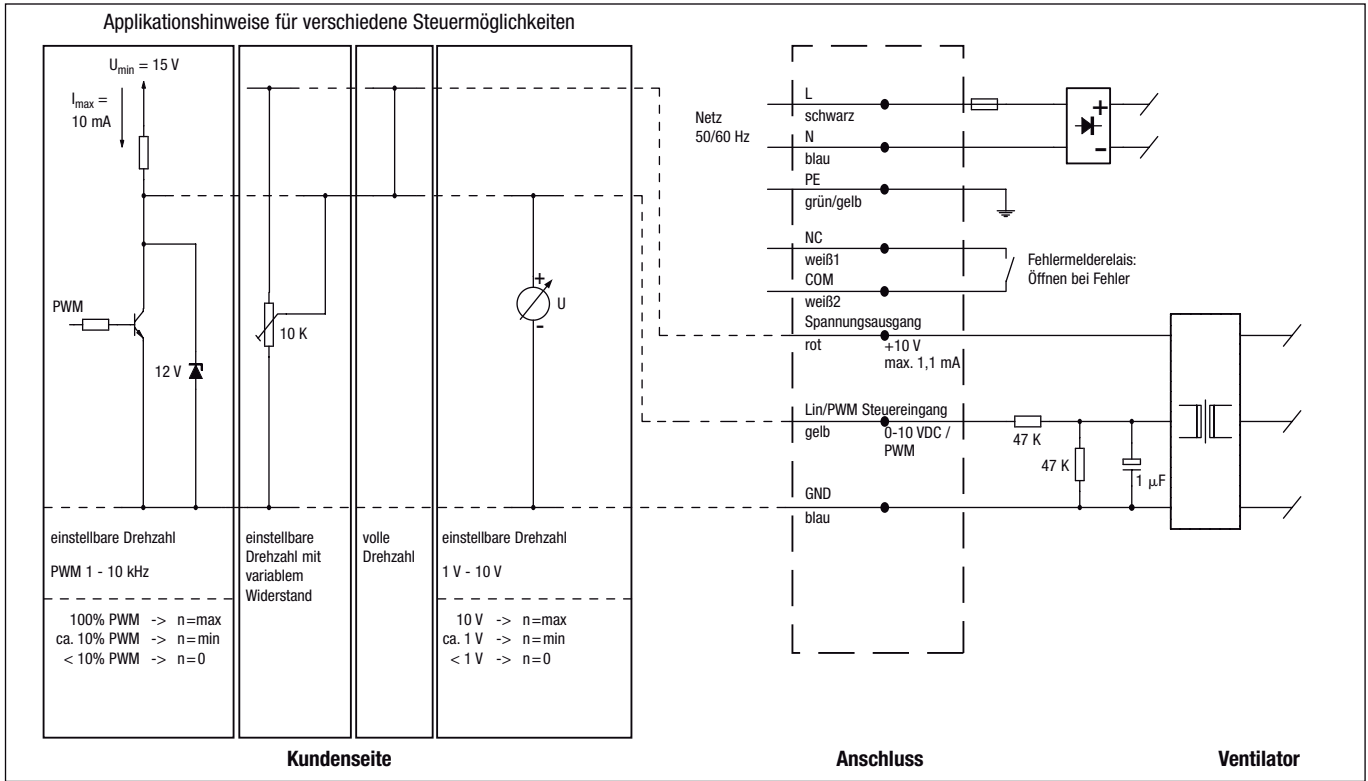 Applikationshinweise für verschiedene Steuermöglichkeiten
Umin = 15 V
Imax =
10 mA
PWM
12 V
10 K
+
U
-
einstellbare Drehzahl
PWM 1 - 10 kHz
100% PWM -> n=max
ca. 10% PWM -> n=min
< 10% PWM -> n=0
einstellbare
Drehzahl mit
variablem
Widerstand
volle
Drehzahl
einstellbare Drehzahl
1 V - 10 V
10 V -> n=max
ca. 1 V -> n=min
< 1 V -> n=0
Netz
50/60 Hz
L
schwarz
N
blau
PE
grün/gelb
NC
weiß1
COM
weiß2
Spannungsausgang
rot
+10 V
max. 1,1 mA
Lin/PWM Steuereingang
gelb
0-10 VDC /
PWM
GND
blau
+
-
Fehlermelderelais:
Öffnen bei Fehler
47 K
47 K
1 µF
Kundenseite
Anschluss
Ventilator